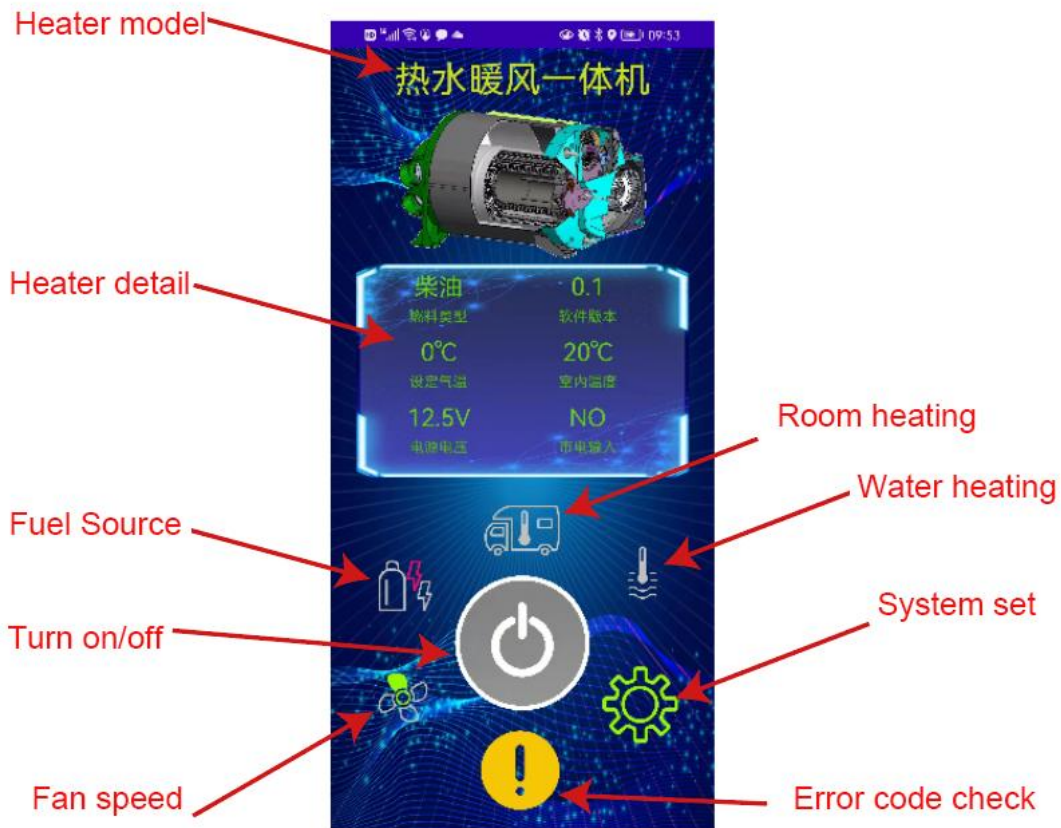 Heater model
HD 5G 09:53
热水暖风一体机
Heater detail
柴油 0.1
燃料类型 软件版本
0℃ 20℃
设定气温 室内温度
12.5V NO
电源电压 市电输入
Room heating
Water heating
Fuel Source
System set
Turn on/off
Fan speed
Error code check